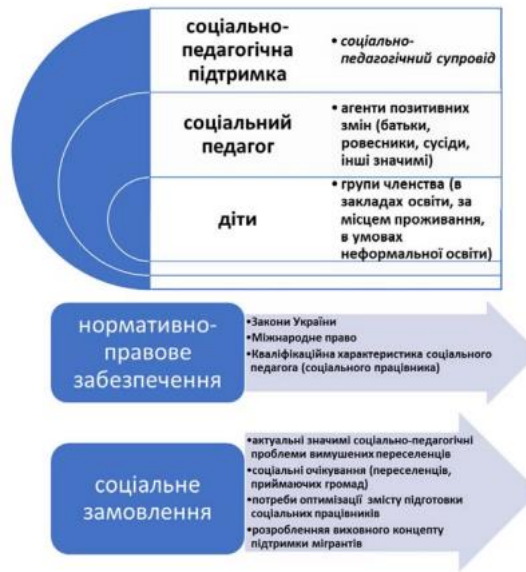 соціально-
педагогічна
підтримка
• соціально-
педагогічний супровід
соціальний
педагог
• агенти позитивних
змін (батьки,
ровесники, сусіди,
інші значимі)
діти
• групи членства (в
закладах освіти, за
місцем проживання,
в умовах
неформальної освіти)
нормативно-
правове
забезпечення
•Закони України
•Міжнародне право
•Кваліфікаційна характеристика соціального
педагога (соціального працівника)
соціальне
замовлення
•актуальні значимі соціально-педагогічні
проблеми вимушених переселенців
•соціальні очікування (переселенців,
приймаючих громад)
•потреби оптимізації змісту підготовки
соціальних працівників
•розробленя виховного концепту
підтримки мігрантів